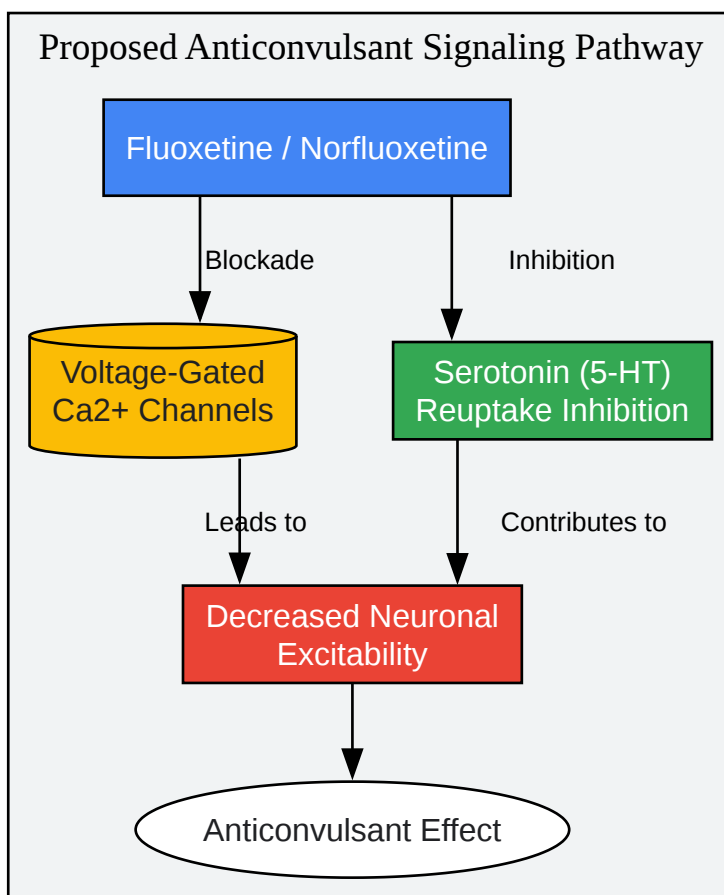 Proposed Anticonvulsant Signaling Pathway
Fluoxetine / Norfluoxetine
Blockade
Inhibition
Voltage-Gated
Ca2+ Channels
Serotonin (5-HT)
Reuptake Inhibition
Leads to
Contributes to
Decreased Neuronal
Excitability
Anticonvulsant Effect